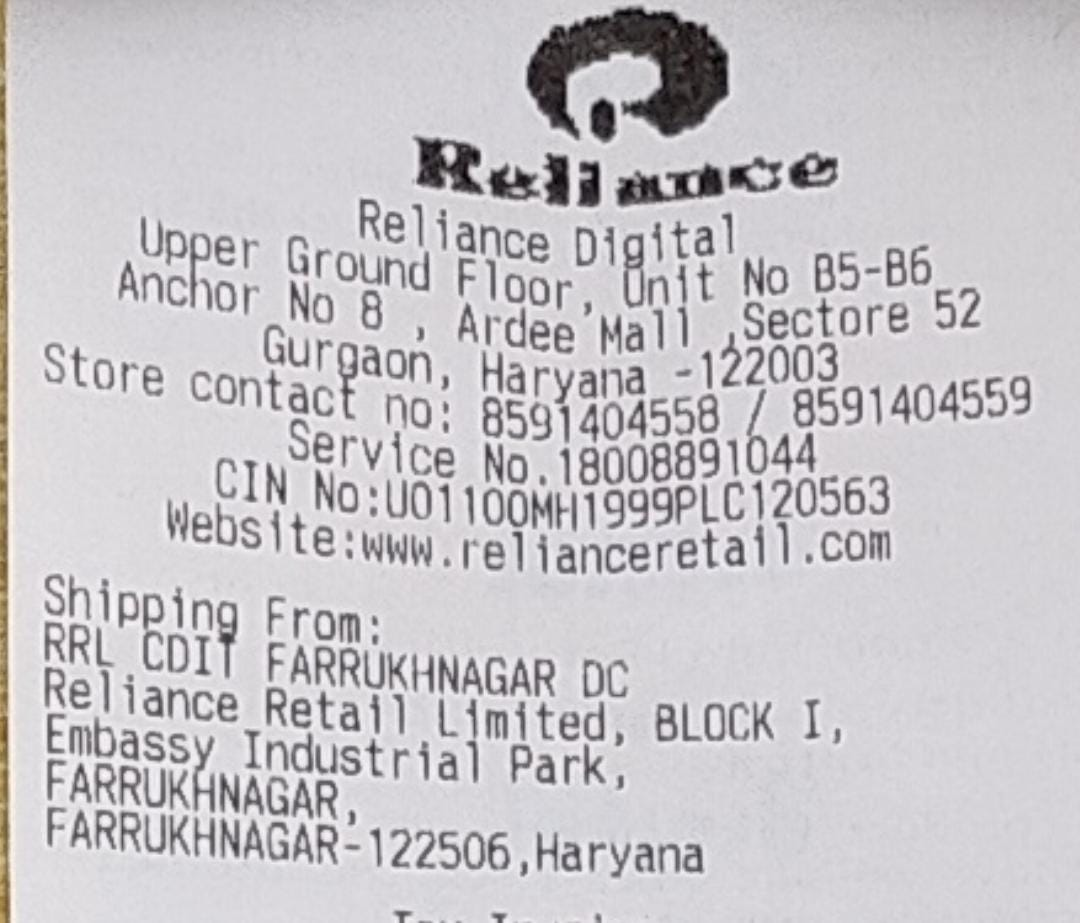 Reliance
Reliance Digital
Upper Ground Floor, Unit No B5-B6
Anchor No 8 , Ardee Mall ,Sectore 52
Gurgaon, Haryana -122003
Store contact no: 8591404558 / 8591404559
Service No.18008891044
CIN No:U01100MH1999PLC120563
Website:www.relianceretail.com
Shipping From:
RRL CDIT FARRUKHNAGAR DC
Reliance Retail Limited, BLOCK I,
Embassy Industrial Park,
FARRUKHNAGAR,
FARRUKHNAGAR-122506,Haryana